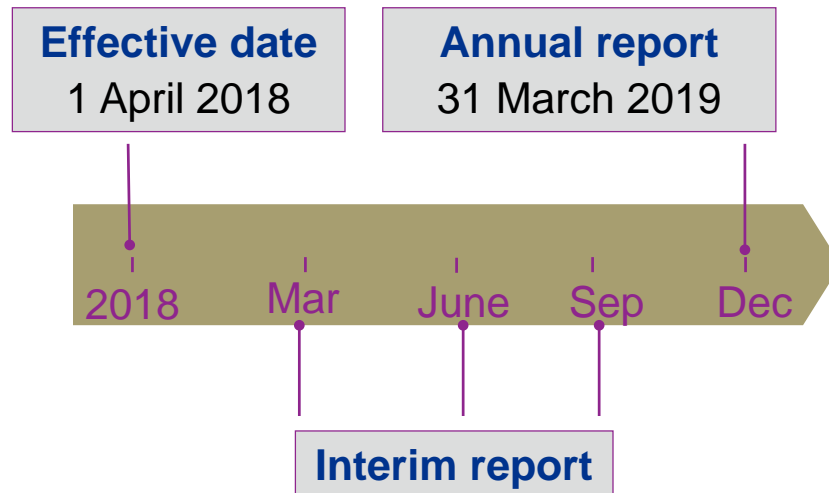 Effective date
1 April 2018
Annual report
31 March 2019
2018 Mar June Sep Dec
Interim report